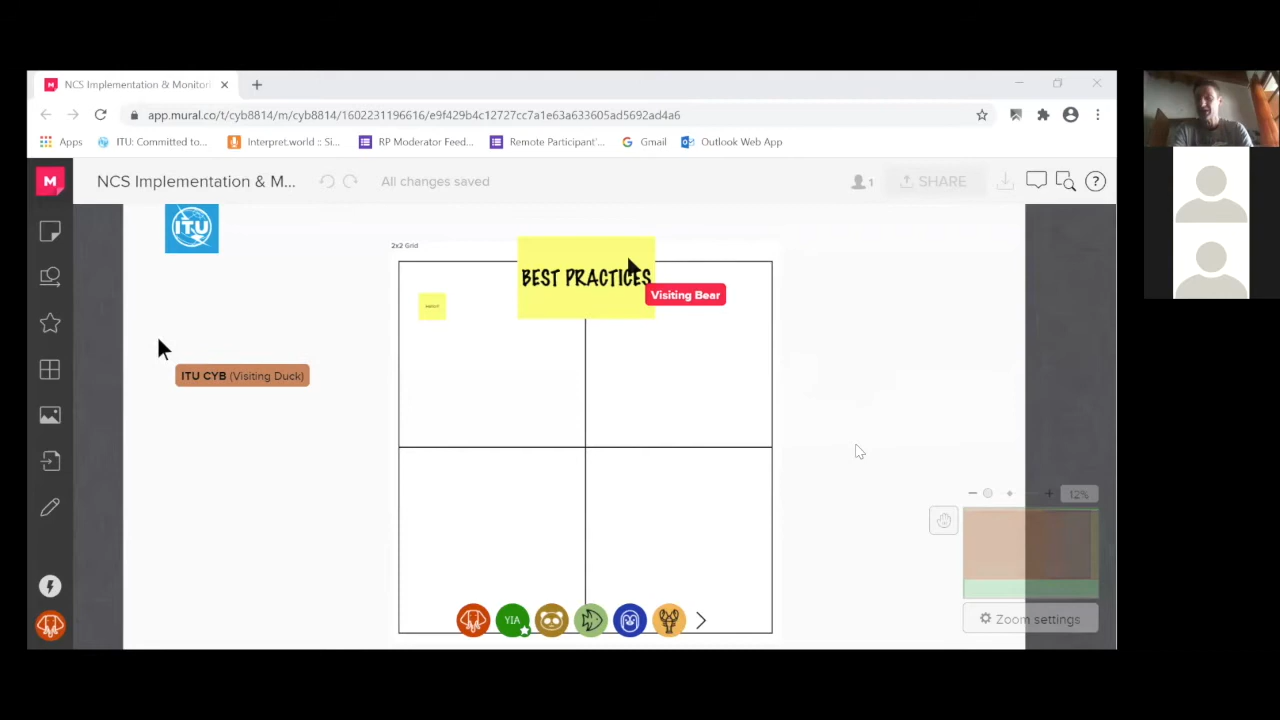 NCS Implementation & Monitori
app.mural.co/t/cyb8814/m/cyb8814/1602231196616/e9f429b4c12727cc7a1e63a633605ad5692ad4a6
Apps
ITU: Committed to...
Interpret.world :: Si...
RP Moderator Feed...
Remote Participant'...
Gmail
Outlook Web App
M
NCS Implementation & M...
All changes saved
1
SHARE
?
ITU
2x2 Grid
BEST PRACTICES
Visiting Bear
ITU CYB (Visiting Duck)
12%
YIA
Zoom settings